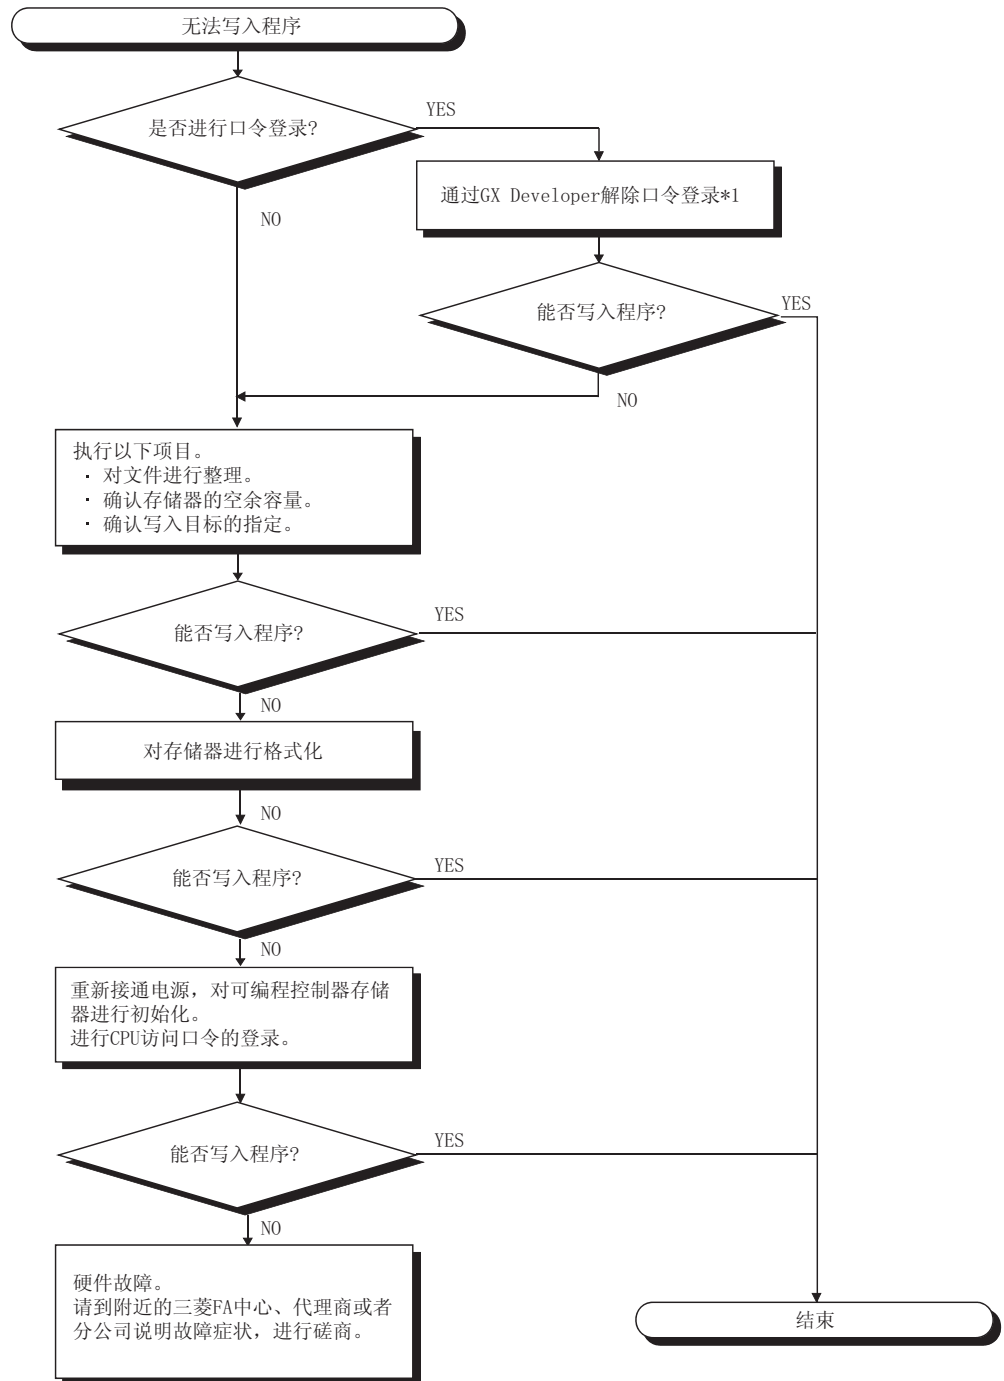 无法写入程序
是否进行口令登录?
YES
通过GX Developer解除口令登录*1
NO
能否写入程序?
YES
NO
执行以下项目。
· 对文件进行整理。
· 确认存储器的空余容量。
· 确认写入目标的指定。
能否写入程序?
YES
NO
对存储器进行格式化
NO
能否写入程序?
YES
NO
重新接通电源，对可编程控制器存储
器进行初始化。
进行CPU访问口令的登录。
能否写入程序?
YES
NO
硬件故障。
请到附近的三菱FA中心、代理商或者
分公司说明故障症状，进行磋商。
结束